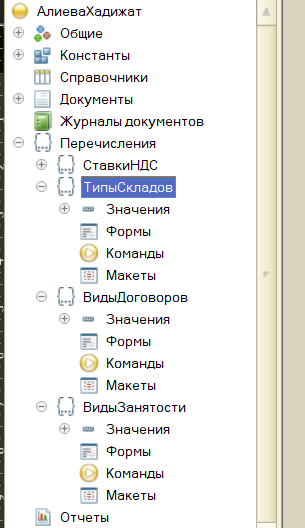 АлиеваХадижат
Общие
Константы
Справочники
Документы
Журналы документов
Перечисления
СтавкиНДС
ТипыСкладов
Значения
Формы
Команды
Макеты
ВидыДоговоров
Значения
Формы
Команды
Макеты
ВидыЗанятости
Значения
Формы
Команды
Макеты
Отчеты